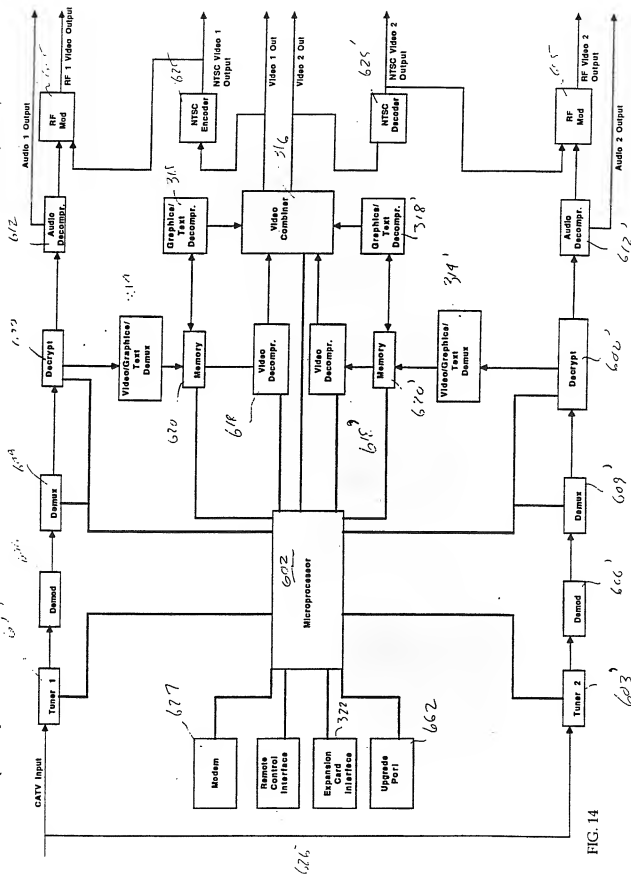 Audio 1 Output
RF 1 Video Output
RF Mod
612
Audio Decompr.
Decrypt
Demux
Demod
Tuner 1
CATV Input
NTSC Video 1 Output
NTSC Encoder
625
Video 1 Out
Video 2 Out
NTSC Video 2 Output
625'
NTSC Decoder
Graphics/ Text Decompr.
Video Combiner
316
Graphics/ Text Decompr.
318'
Video/Graphics/ Text Demux
Memory
620
Video Decompr.
618
Video Decompr.
618'
Memory
620'
Video/Graphics/ Text Demux
314'
602
Microprocessor
627
Modem
Remote Control Interface
322
Expansion Card Interface
662
Upgrade Port
RF 2 Video Output
Audio 2 Output
RF Mod
Audio Decompr.
612'
Decrypt
Demux
609'
Demod
606'
Tuner 2
603'
FIG. 14